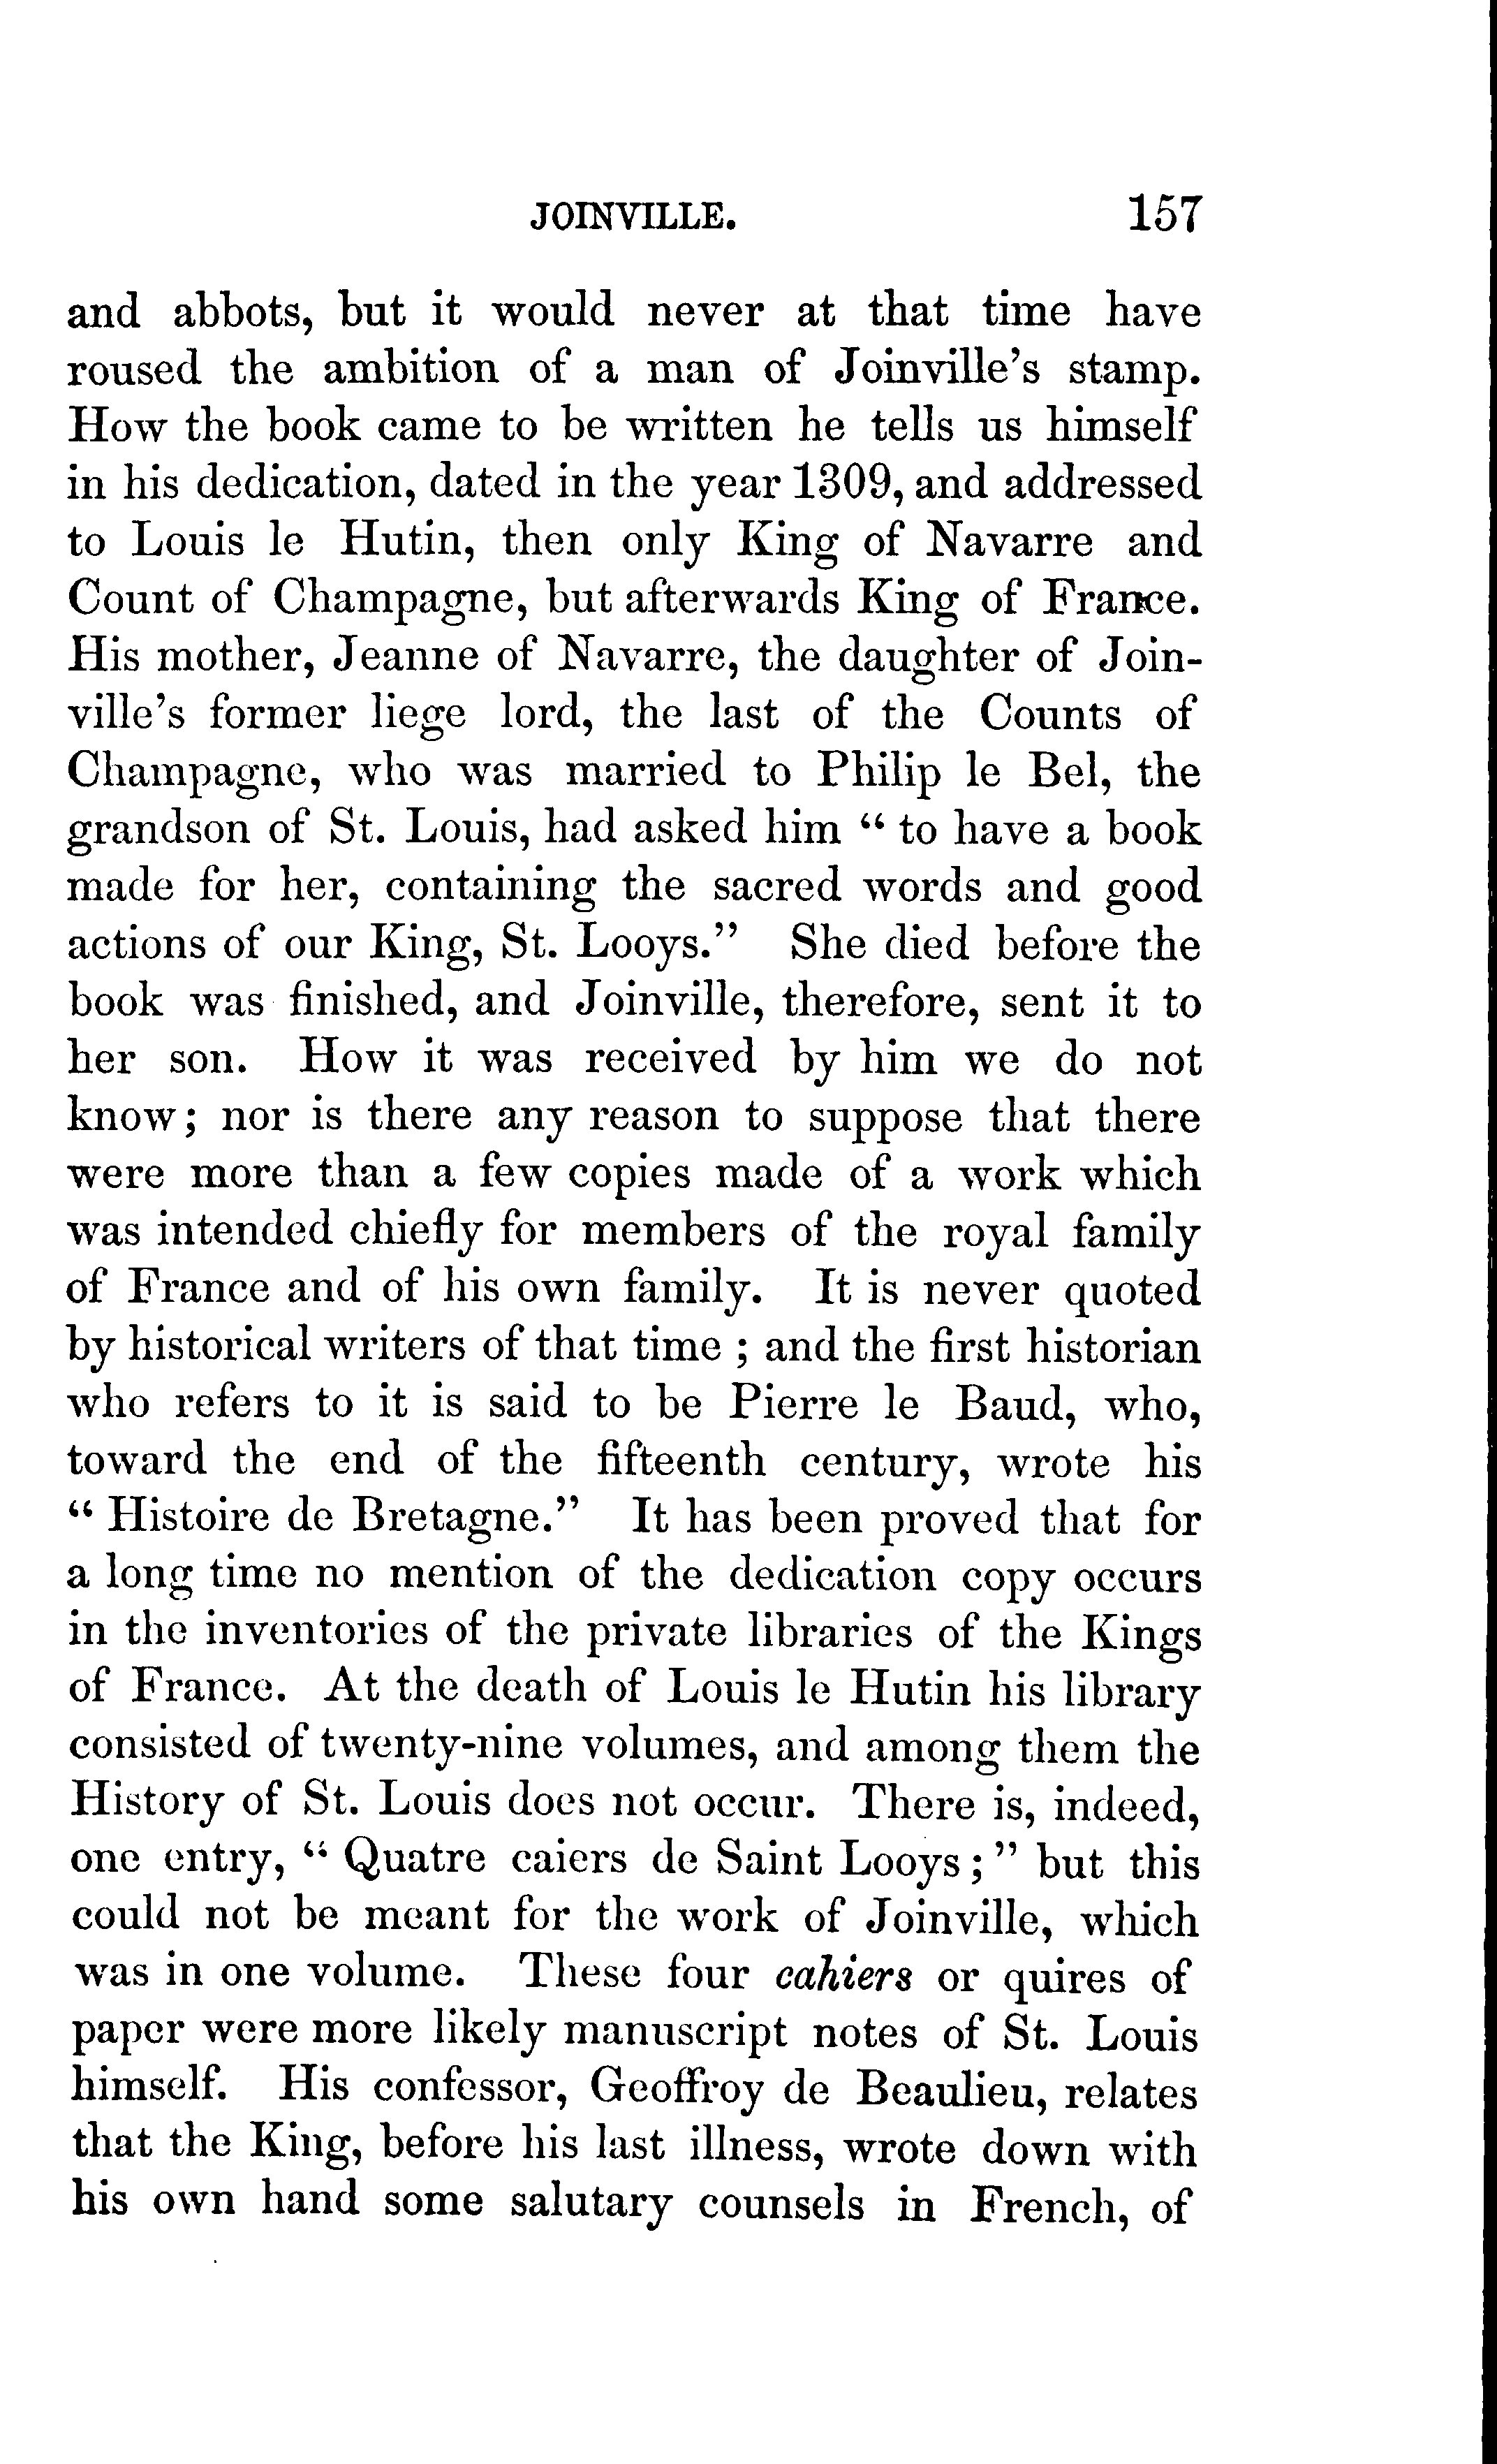 JOINVILLE. 157
and abbots, but it would never at that time have
roused the ambition of a man of Joinville's stamp.
How the book came to be written he tells us himself
in his dedication, dated in the year 1309, and addressed
to Louis le Hutin, then only King of Navarre and
Count of Champagne, but afterwards King of France.
His mother, Jeanne of Navarre, the daughter of Join-
ville's former liege lord, the last of the Counts of
Champagne, who was married to Philip le Bel, the
grandson of St. Louis, had asked him “ to have a book
made for her, containing the sacred words and good
actions of our King, St. Looys.” She died before the
book was finished, and Joinville, therefore, sent it to
her son. How it was received by him we do not
know; nor is there any reason to suppose that there
were more than a few copies made of a work which
was intended chiefly for members of the royal family
of France and of his own family. It is never quoted
by historical writers of that time ; and the first historian
who refers to it is said to be Pierre le Baud, who,
toward the end of the fifteenth century, wrote his
“ Histoire de Bretagne.” It has been proved that for
a long time no mention of the dedication copy occurs
in the inventories of the private libraries of the Kings
of France. At the death of Louis le Hutin his library
consisted of twenty-nine volumes, and among them the
History of St. Louis does not occur. There is, indeed,
one entry, “ Quatre caiers de Saint Looys ; ” but this
could not be meant for the work of Joinville, which
was in one volume. These four cahiers or quires of
paper were more likely manuscript notes of St. Louis
himself. His confessor, Geoffroy de Beaulieu, relates
that the King, before his last illness, wrote down with
his own hand some salutary counsels in French, of